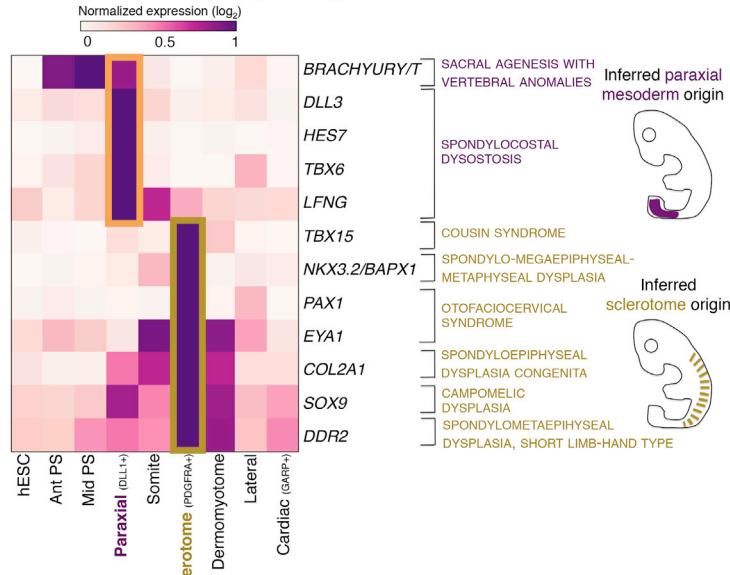 Normalized expression (log2)
0 0.5 1
BRACHYURY/T
DLL3
HES7
TBX6
LFNG
TBX15
NKX3.2/BAPX1
PAX1
EYA1
COL2A1
SOX9
DDR2
SACRAL AGENESIS WITH
VERTEBRAL ANOMALIES
SPONDYLOCOSTAL
DYSOSTOSIS
COUSIN SYNDROME
SPONDYLO-MEGAEPIPHYSEAL-
METAPHYSEAL DYSPLASIA
OTOFACIOCERVICAL
SYNDROME
SPONDYLOEPIPHYSEAL
DYSPLASIA CONGENITA
CAMPOMELIC
DYSPLASIA
SPONDYLOMETAEPIHYSEAL
DYSPLASIA, SHORT LIMB-HAND TYPE
Inferred paraxial
mesoderm origin
Inferred
sclerotome origin
hESC
Ant PS
Mid PS
Paraxial (DLL1+)
Somite
erotome (PDGFRA+)
Dermomyotome
Lateral
Cardiac (GARP+)